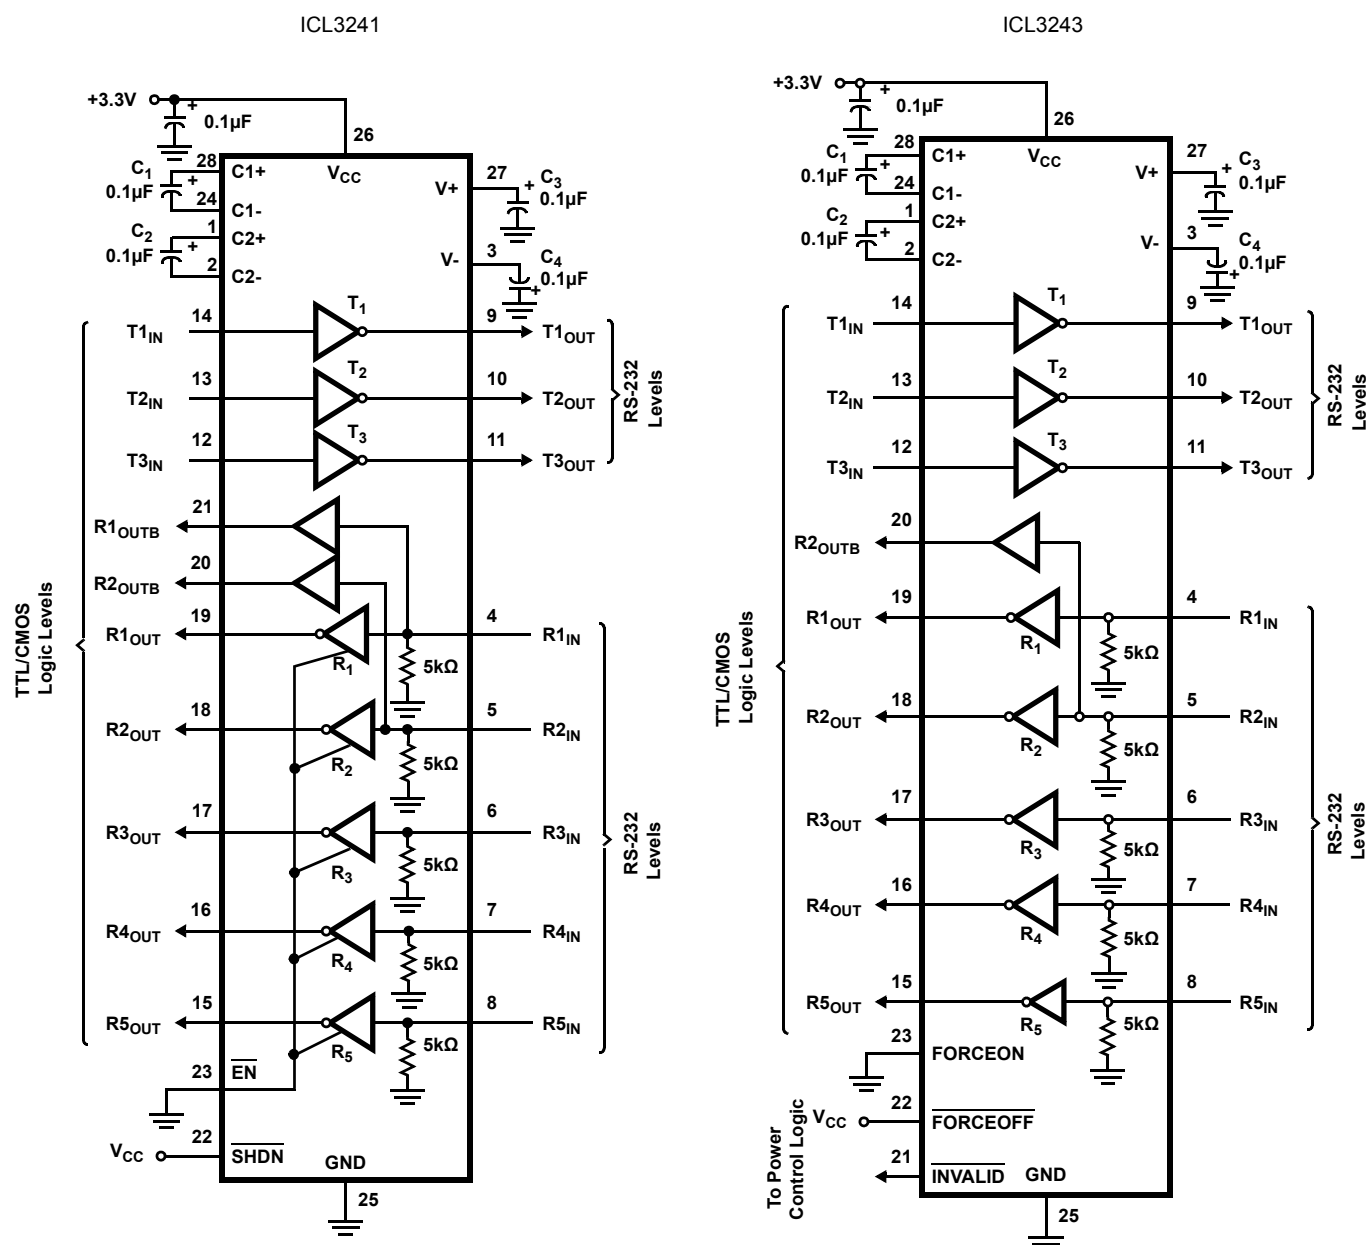 ICL3241
+3.3V
+
0.1µF
26
28
C1+
VCC
C1
0.1µF
+
24
C1-
27
V+
+
C3
0.1µF
1
C2+
C2
0.1µF
+
2
C2-
3
V-
C4
0.1µF
+
T1
T1IN
14
9
T1OUT
T2
T2IN
13
10
T2OUT
T3
T3IN
12
11
T3OUT
RS-232
Levels
21
R1OUTB
20
R2OUTB
19
R1OUT
R1
4
R1IN
5kΩ
18
R2OUT
R2
5
R2IN
5kΩ
17
R3OUT
R3
6
R3IN
5kΩ
16
R4OUT
R4
7
R4IN
5kΩ
15
R5OUT
R5
8
R5IN
5kΩ
TTL/CMOS
Logic Levels
RS-232
Levels
23
EN
22
VCC
SHDN
GND
25
ICL3243
+3.3V
+
0.1µF
26
28
C1+
VCC
C1
0.1µF
+
24
C1-
27
V+
+
C3
0.1µF
1
C2+
C2
0.1µF
+
2
C2-
3
V-
C4
0.1µF
+
T1
T1IN
14
9
T1OUT
T2
T2IN
13
10
T2OUT
T3
T3IN
12
11
T3OUT
RS-232
Levels
20
R2OUTB
19
R1OUT
R1
4
R1IN
5kΩ
18
R2OUT
R2
5
R2IN
5kΩ
17
R3OUT
R3
6
R3IN
5kΩ
16
R4OUT
R4
7
R4IN
5kΩ
15
R5OUT
R5
8
R5IN
5kΩ
TTL/CMOS
Logic Levels
RS-232
Levels
23
FORCEON
22
VCC
FORCEOFF
21
INVALID
GND
To Power
Control Logic
25